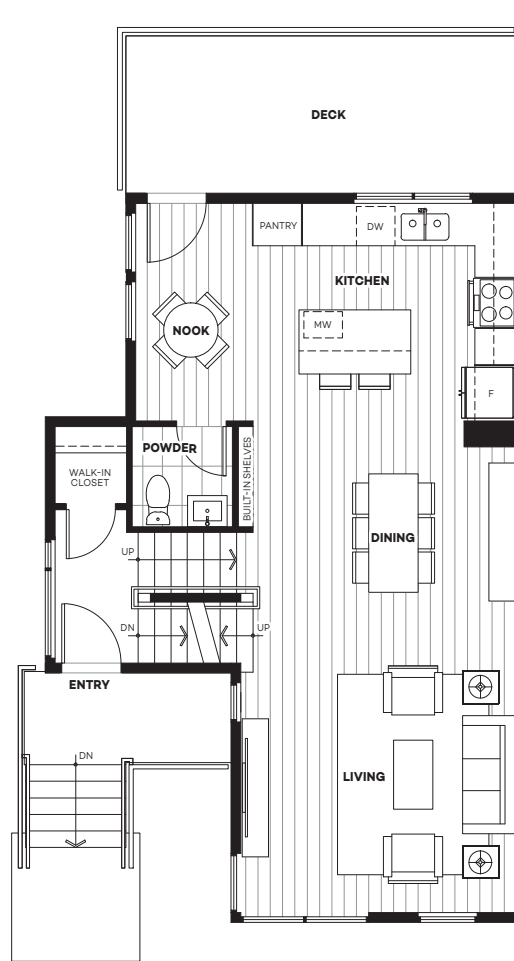 DECK
PANTRY
DW
KITCHEN
MW
NOOK
F
POWDER
BUILT-IN SHELVES
WALK-IN
CLOSET
UP
DINING
DN
UP
ENTRY
DN
LIVING